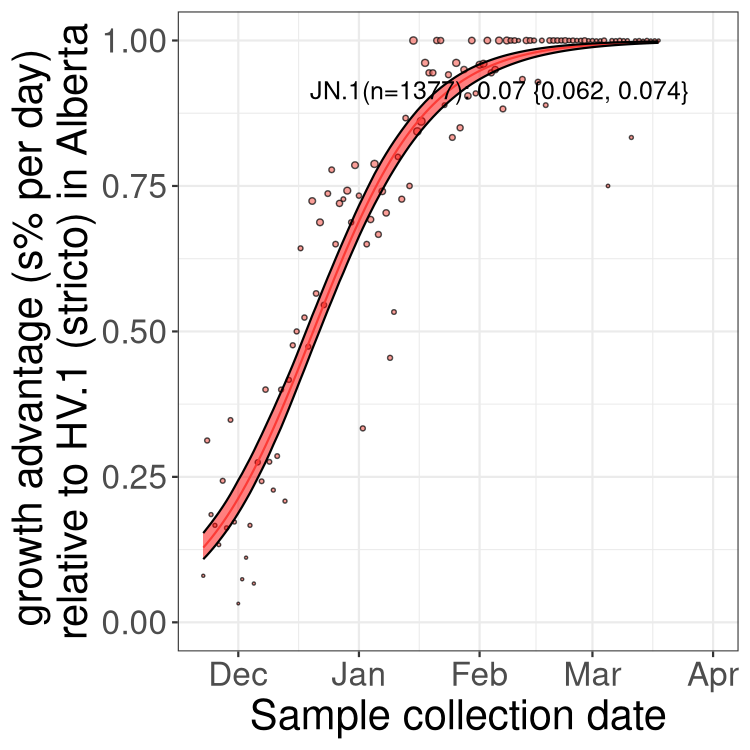 growth advantage (s% per day)
relative to HV.1 (stricto) in Alberta
1.00
0.75
0.50
0.25
0.00
JN.1(n=1377) 0.07 {0.062, 0.074}
Dec Jan Feb Mar Apr
Sample collection date